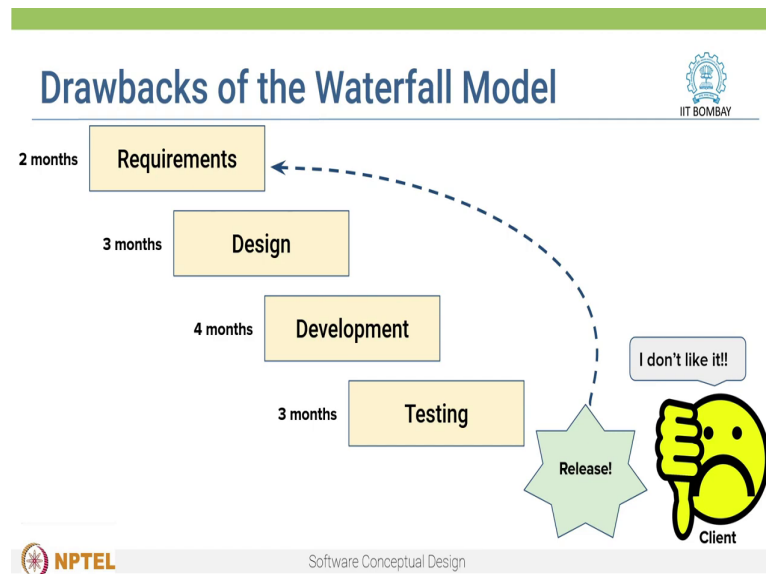 Drawbacks of the Waterfall Model
IIT BOMBAY
2 months
Requirements
3 months
Design
4 months
Development
I don't like it!!
3 months
Testing
Release!
Client
NPTEL
Software Conceptual Design